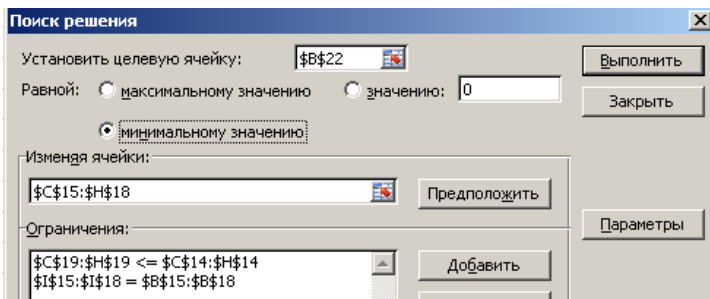 Поиск решения
Установить целевую ячейку: $B$22 Выполнить
Равной: максимальному значению значению: 0 Закрыть
минимальному значению
Изменяя ячейки:
$C$15:$H$18 Предположить
Ограничения: Параметры
$C$19:$H$19 <= $C$14:$H$14 Добавить
$I$15:$I$18 = $B$15:$B$18